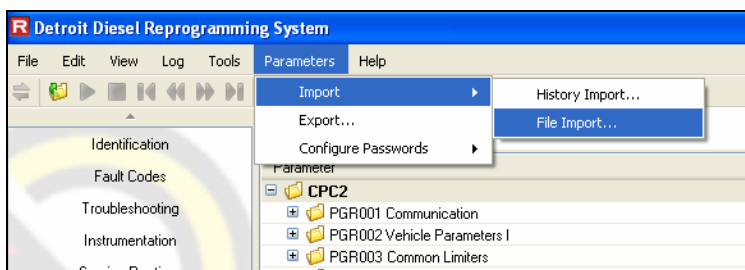 R Detroit Diesel Reprogramming System
File Edit View Log Tools Parameters Help
Import History Import...
Export... File Import...
Configure Passwords
Identification
Fault Codes
Troubleshooting
Instrumentation
Parameter
CPC2
PGR001 Communication
PGR002 Vehicle Parameters I
PGR003 Common Limiters